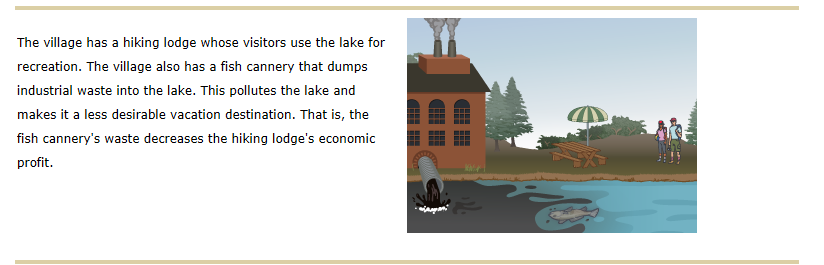 The village has a hiking lodge whose visitors use the lake for
recreation. The village also has a fish cannery that dumps
industrial waste into the lake. This pollutes the lake and
makes it a less desirable vacation destination. That is, the
fish cannery's waste decreases the hiking lodge's economic
profit.